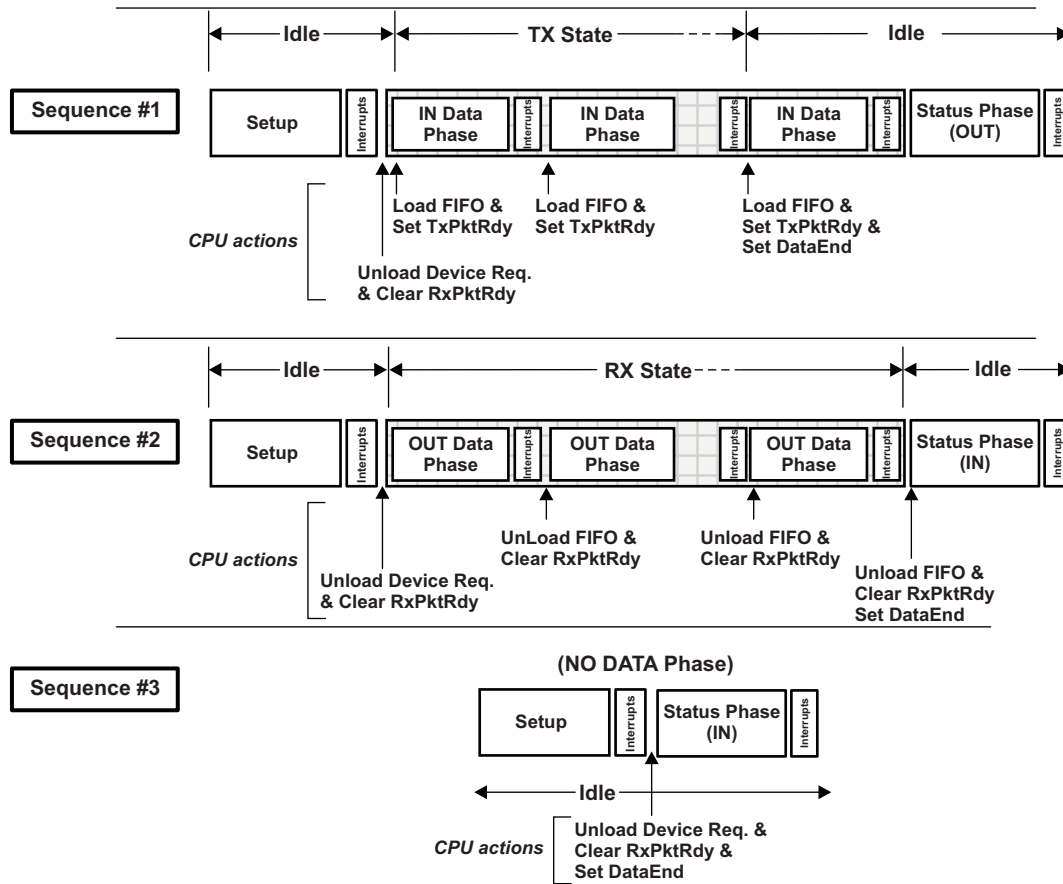 Idle
TX State
Idle
Sequence #1
Setup
Interrupts
IN Data
Phase
Interrupts
IN Data
Phase
Interrupts
IN Data
Phase
Interrupts
Status Phase
(OUT)
Interrupts
CPU actions
Load FIFO &
Set TxPktRdy
Load FIFO &
Set TxPktRdy
Load FIFO &
Set TxPktRdy &
Set DataEnd
Unload Device Req.
& Clear RxPktRdy
Idle
RX State
Idle
Sequence #2
Setup
Interrupts
OUT Data
Phase
Interrupts
OUT Data
Phase
Interrupts
OUT Data
Phase
Interrupts
Status Phase
(IN)
Interrupts
CPU actions
Unload Device Req.
& Clear RxPktRdy
UnLoad FIFO &
Clear RxPktRdy
Unload FIFO &
Clear RxPktRdy
Unload FIFO &
Clear RxPktRdy
Set DataEnd
Sequence #3
(NO DATA Phase)
Setup
Interrupts
Status Phase
(IN)
Interrupts
Idle
CPU actions
Unload Device Req. &
Clear RxPktRdy &
Set DataEnd